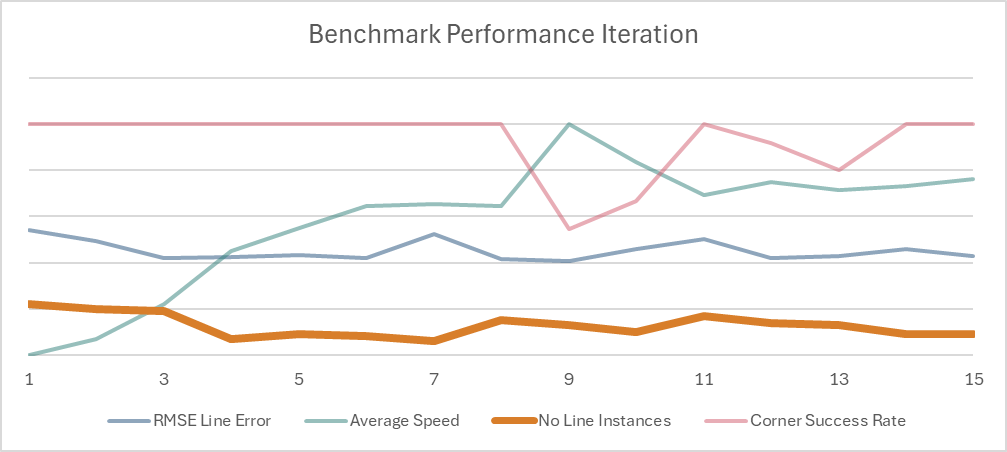 Benchmark Performance Iteration
1 3 5 7 9 11 13 15
RMSE Line Error Average Speed No Line Instances Corner Success Rate